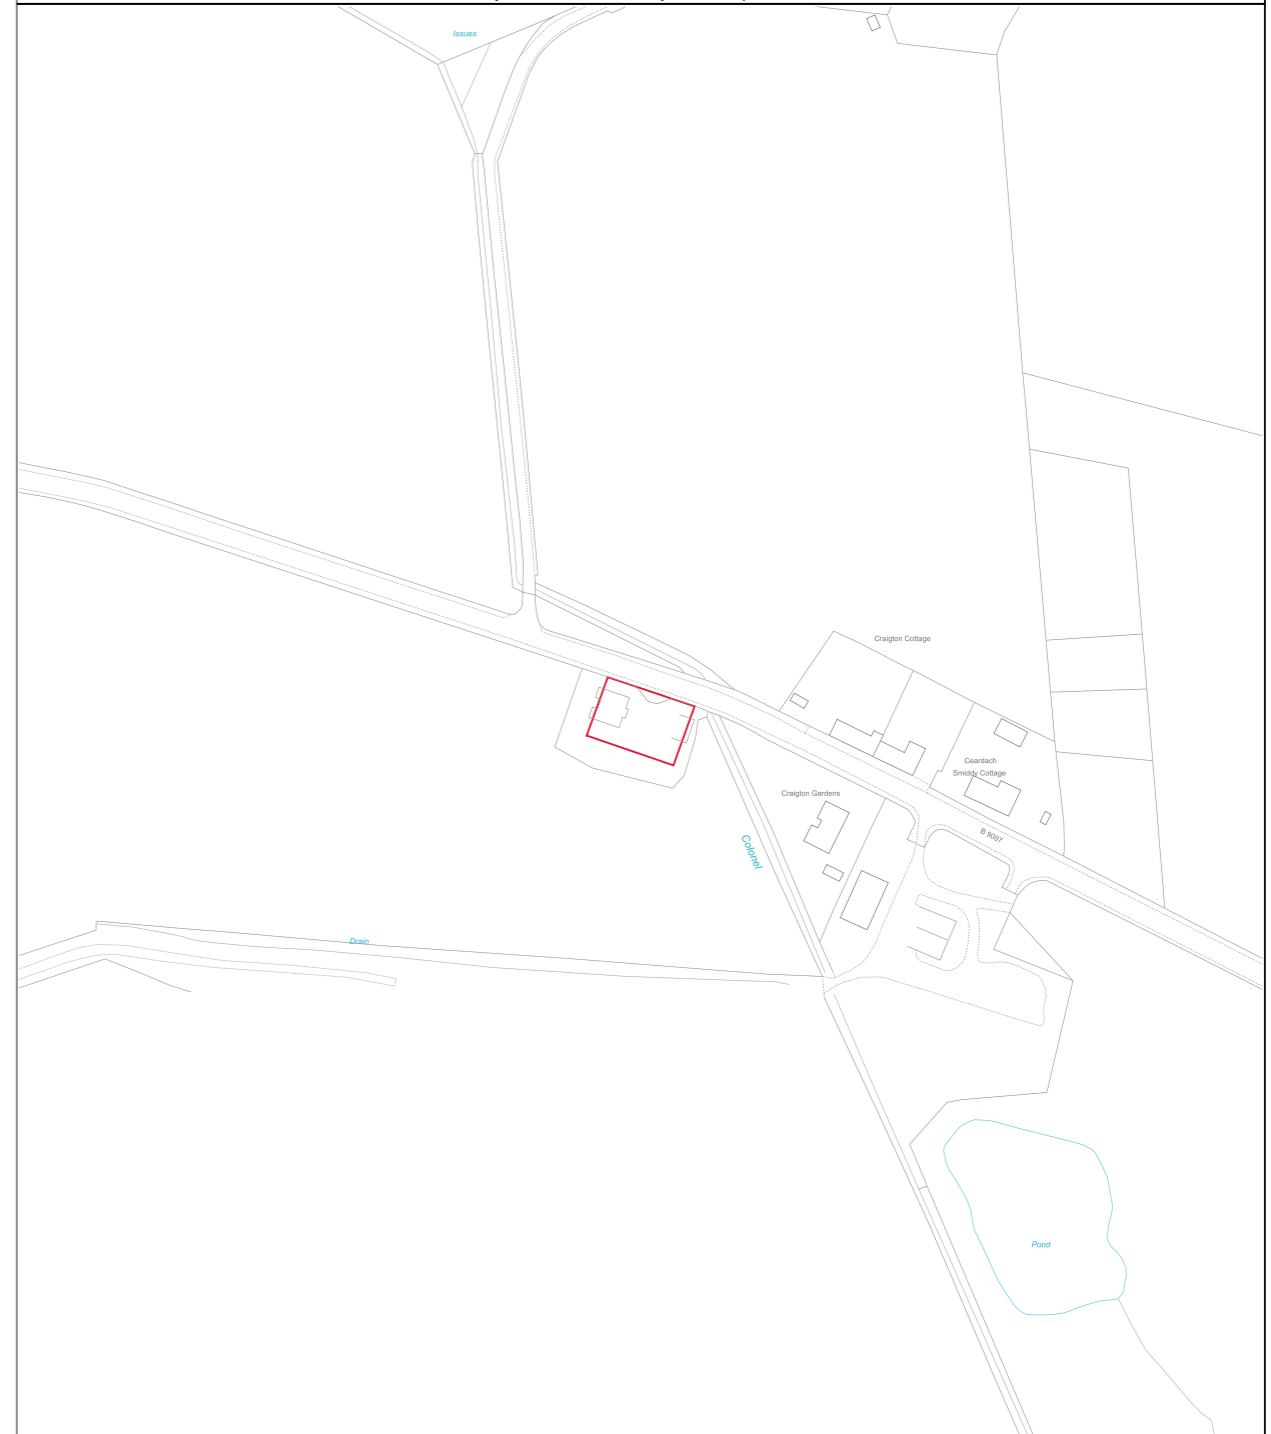 Issues
Craigton Cottage
Ceardach
Smiddy Cottage
Craigton Gardens
B 9097
Colonel
Drain
Pond